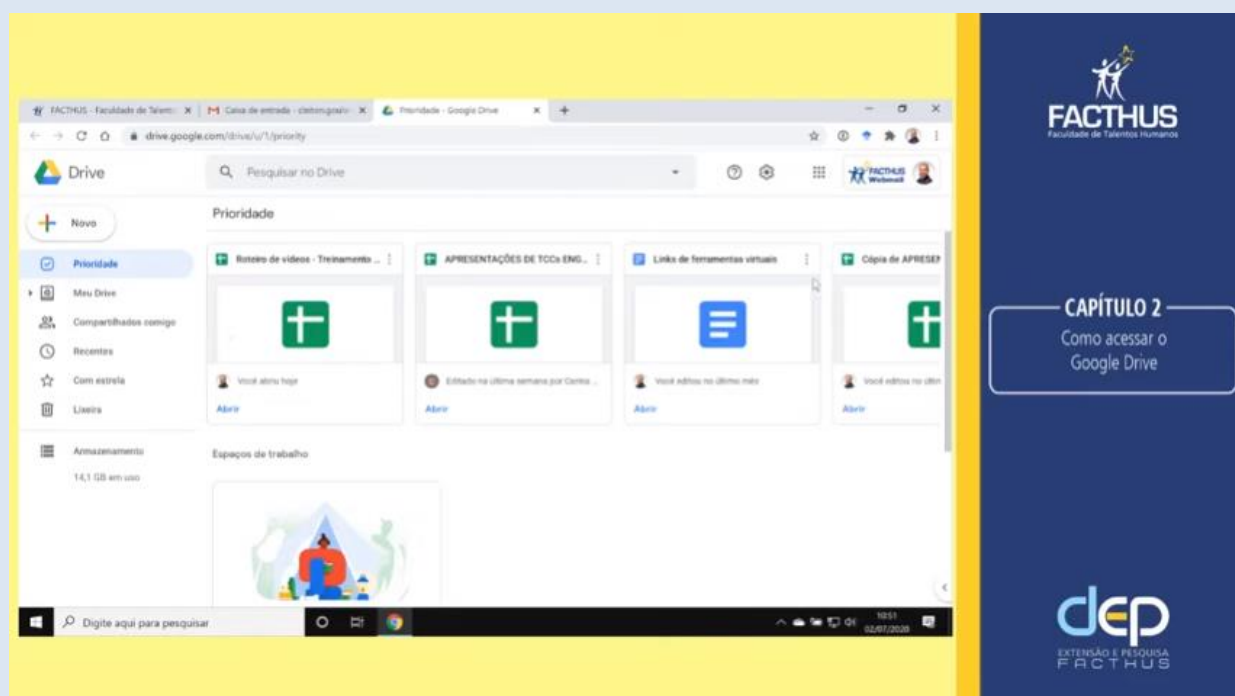 FACTHUS - Faculdade de Talento
Caixa de entrada -
Prioridade - Google Drive
drive.google.com/drive/u/1/priority
Drive
Pesquisar no Drive
FACTHUS
Webmail
Novo
Prioridade
Meu Drive
Compartilhados comigo
Recentes
Com estrela
Lixeira
Armazenamento
14,1 GB em uso
Prioridade
Roteiro de vídeos - Treinamento ...
Você abriu hoje
Abrir
APRESENTAÇÕES DE TCCs ENG...
Editado na última semana por
Abrir
Links de ferramentas virtuais
Você editou no último mês
Abrir
Cópia de APRESEN
Você editou no últim
Abrir
Espaços de trabalho
Digite aqui para pesquisar
10:51
02/07/2020
FACTHUS
Faculdade de Talentos Humanos
CAPÍTULO 2
Como acessar o
Google Drive
dep
EXTENSÃO E PESQUISA
FACTHUS